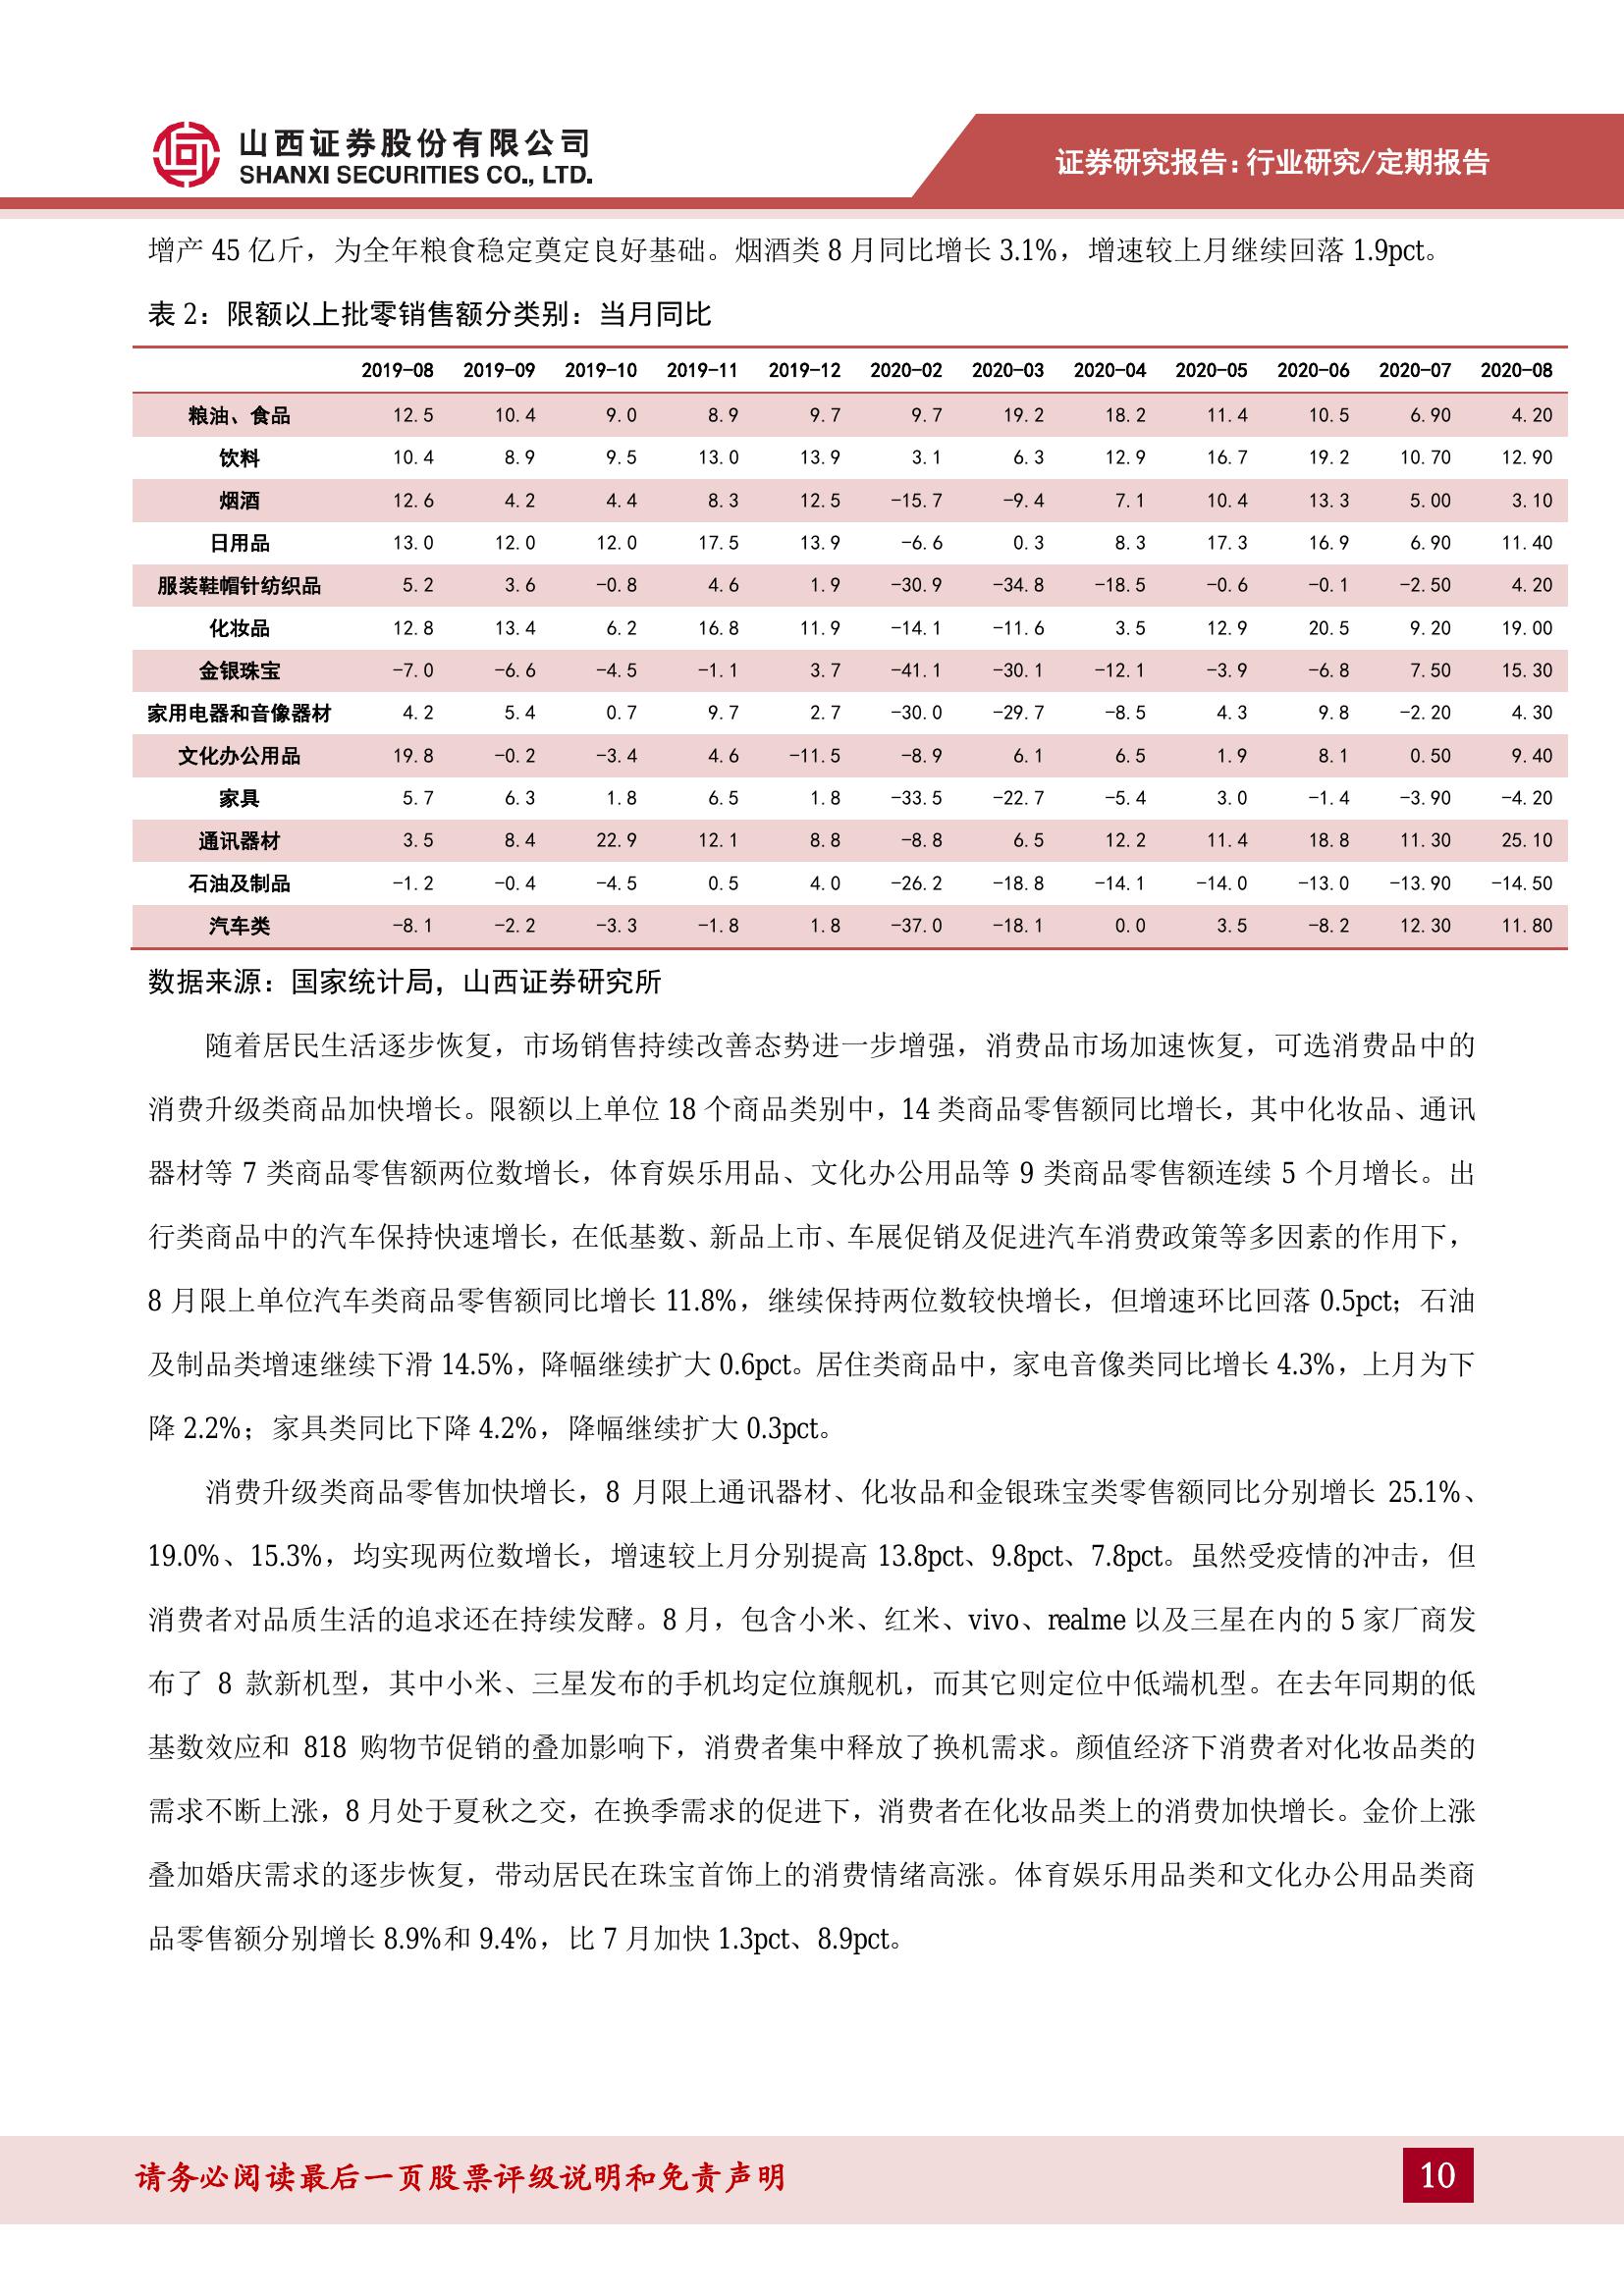 山西证券股份有限公司
SHANXI SECURITIES CO., LTD.
证券研究报告:行业研究/定期报告
增产 45 亿斤，为全年粮食稳定奠定良好基础。烟酒类 8 月同比增长 3.1%，增速较上月继续回落 1.9pct。
表 2：限额以上批零销售额分类别：当月同比
2019-08 2019-09 2019-10 2019-11 2019-12 2020-02 2020-03 2020-04 2020-05 2020-06 2020-07 2020-08
粮油、食品 12.5 10.4 9.0 8.9 9.7 9.7 19.2 18.2 11.4 10.5 6.90 4.20
饮料 10.4 8.9 9.5 13.0 13.9 3.1 6.3 12.9 16.7 19.2 10.70 12.90
烟酒 12.6 4.2 4.4 8.3 12.5 -15.7 -9.4 7.1 10.4 13.3 5.00 3.10
日用品 13.0 12.0 12.0 17.5 13.9 -6.6 0.3 8.3 17.3 16.9 6.90 11.40
服装鞋帽针纺织品 5.2 3.6 -0.8 4.6 1.9 -30.9 -34.8 -18.5 -0.6 -0.1 -2.50 4.20
化妆品 12.8 13.4 6.2 16.8 11.9 -14.1 -11.6 3.5 12.9 20.5 9.20 19.00
金银珠宝 -7.0 -6.6 -4.5 -1.1 3.7 -41.1 -30.1 -12.1 -3.9 -6.8 7.50 15.30
家用电器和音像器材 4.2 5.4 0.7 9.7 2.7 -30.0 -29.7 -8.5 4.3 9.8 -2.20 4.30
文化办公用品 19.8 -0.2 -3.4 4.6 -11.5 -8.9 6.1 6.5 1.9 8.1 0.50 9.40
家具 5.7 6.3 1.8 6.5 1.8 -33.5 -22.7 -5.4 3.0 -1.4 -3.90 -4.20
通讯器材 3.5 8.4 22.9 12.1 8.8 -8.8 6.5 12.2 11.4 18.8 11.30 25.10
石油及制品 -1.2 -0.4 -4.5 0.5 4.0 -26.2 -18.8 -14.1 -14.0 -13.0 -13.90 -14.50
汽车类 -8.1 -2.2 -3.3 -1.8 1.8 -37.0 -18.1 0.0 3.5 -8.2 12.30 11.80
数据来源：国家统计局，山西证券研究所
随着居民生活逐步恢复，市场销售持续改善态势进一步增强，消费品市场加速恢复，可选消费品中的
消费升级类商品加快增长。限额以上单位 18 个商品类别中，14 类商品零售额同比增长，其中化妆品、通讯
器材等 7 类商品零售额两位数增长，体育娱乐用品、文化办公用品等 9 类商品零售额连续 5 个月增长。出
行类商品中的汽车保持快速增长，在低基数、新品上市、车展促销及促进汽车消费政策等多因素的作用下，
8 月限上单位汽车类商品零售额同比增长 11.8%，继续保持两位数较快增长，但增速环比回落 0.5pct；石油
及制品类增速继续下滑 14.5%，降幅继续扩大 0.6pct。居住类商品中，家电音像类同比增长 4.3%，上月为下
降 2.2%；家具类同比下降 4.2%，降幅继续扩大 0.3pct。
消费升级类商品零售加快增长，8 月限上通讯器材、化妆品和金银珠宝类零售额同比分别增长 25.1%、
19.0%、15.3%，均实现两位数增长，增速较上月分别提高 13.8pct、9.8pct、7.8pct。虽然受疫情的冲击，但
消费者对品质生活的追求还在持续发酵。8 月，包含小米、红米、vivo、realme 以及三星在内的 5 家厂商发
布了 8 款新机型，其中小米、三星发布的手机均定位旗舰机，而其它则定位中低端机型。在去年同期的低
基数效应和 818 购物节促销的叠加影响下，消费者集中释放了换机需求。颜值经济下消费者对化妆品类的
需求不断上涨，8 月处于夏秋之交，在换季需求的促进下，消费者在化妆品类上的消费加快增长。金价上涨
叠加婚庆需求的逐步恢复，带动居民在珠宝首饰上的消费情绪高涨。体育娱乐用品类和文化办公用品类商
品零售额分别增长 8.9%和 9.4%，比 7 月加快 1.3pct、8.9pct。
请务必阅读最后一页股票评级说明和免责声明
10